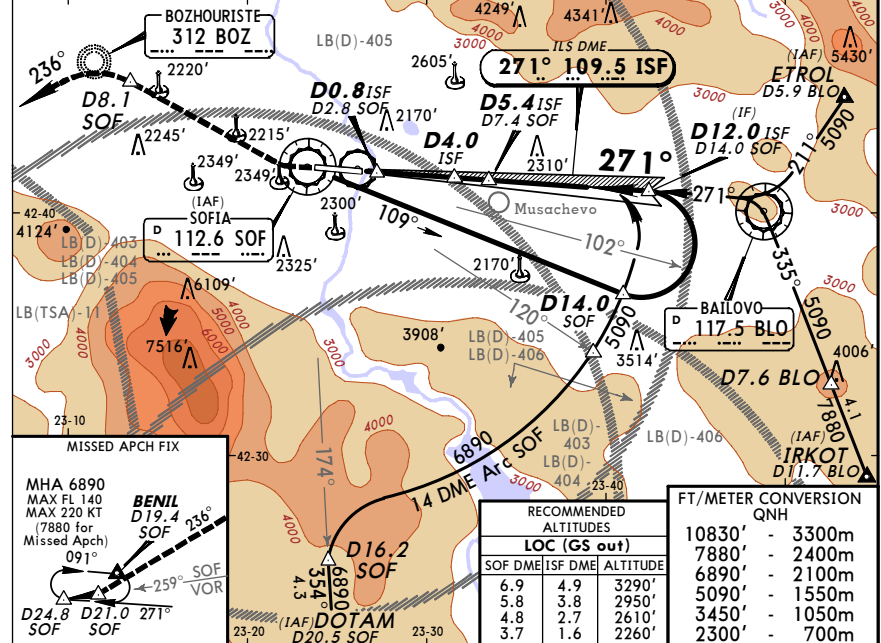 BOZHOURISTE
312 BOZ
236°
D8.1
SOF
2220'
2245'
2215'
2349'
2349'
LB(D)-405
2605'
4249'
4341'
3000
3000
4000
4000
ILS DME
271° 109.5 ISF
D0.8 ISF
D2.8 SOF
2170'
D5.4 ISF
D7.4 SOF
D4.0
ISF
2310'
271°
(IF)
D12.0 ISF
D14.0 SOF
3000
(IAF)
ETROL
D5.9 BLO
5430'
5090
211°
271°
(IAF)
SOFIA
D 112.6 SOF
2300'
2325'
109°
Musachevo
102°
2170'
120°
D14.0
SOF
5090
335°
5090
BAILOVO
D 117.5 BLO
3000
42-40
4124'
LB(D)-403
LB(D)-404
LB(D)-405
LB(TSA)-11
6109'
4000
5000
6000
7516'
3000
3000
3908'
LB(D)-405
LB(D)-406
3514'
D7.6 BLO
4006'
4.1
7880
(IAF)
IRKOT
D11.7 BLO
23-10
42-30
4000
4000
174°
6890
14 DME Arc SOF
3000
LB(D)-
403
LB(D)-
404
LB(D)-406
23-40
D16.2
SOF
6890
354°
4.3
(IAF) DOTAM
D20.5 SOF
23-20
23-30
MISSED APCH FIX
MHA 6890
MAX FL 140
MAX 220 KT
(7880 for
Missed Apch)
BENIL
D19.4
SOF
236°
091°
259° SOF
VOR
271°
D24.8
SOF
D21.0
SOF
RECOMMENDED
ALTITUDES
LOC (GS out)
SOF DME ISF DME ALTITUDE
6.9 4.9 3290'
5.8 3.8 2950'
4.8 2.7 2610'
3.7 1.6 2260'
FT/METER CONVERSION
QNH
10830' - 3300m
7880' - 2400m
6890' - 2100m
5090' - 1550m
3450' - 1050m
2300' - 700m